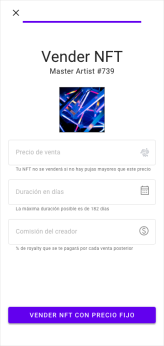 Vender NFT
Master Artist #739
Precio de venta
Tu NFT no se venderá si no hay pujas mayores que este precio
Duración en días
La máxima duración posible es de 182 días
Comisión del creador
% de royalty que se te pagará por cada venta posterior
VENDER NFT CON PRECIO FIJO